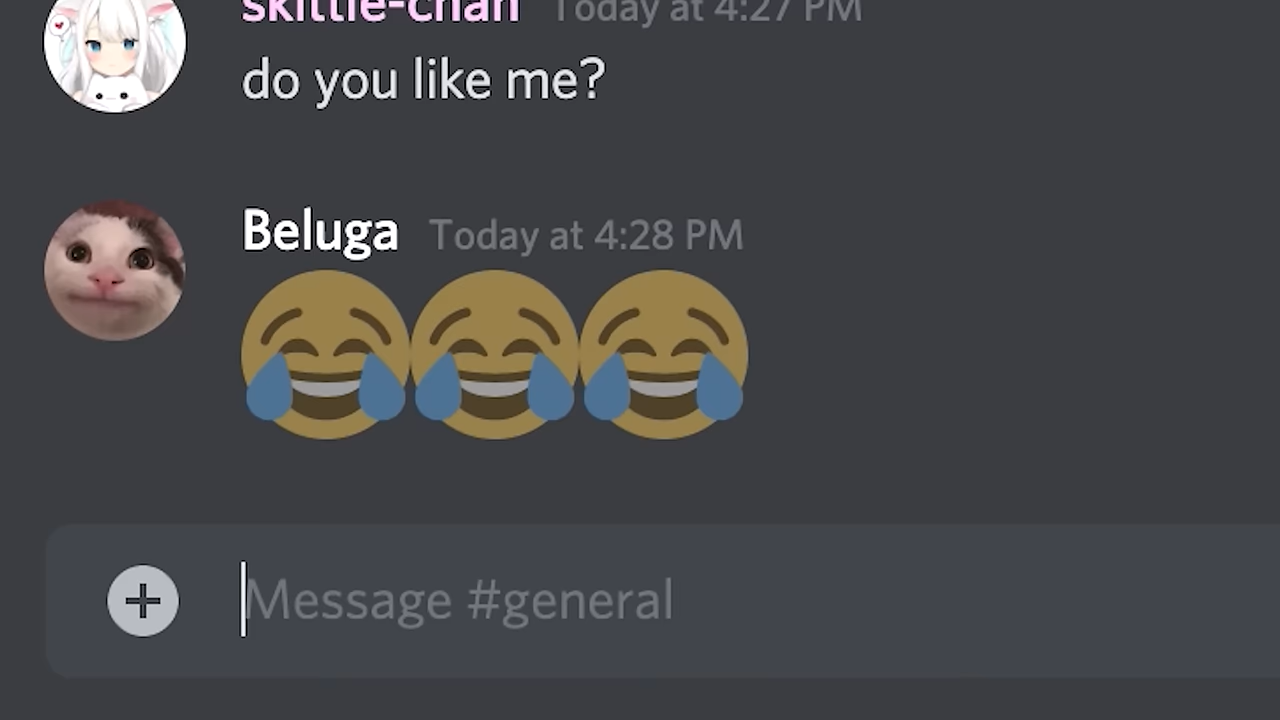 skittle-chan Today at 4:27 PM
do you like me?
Beluga Today at 4:28 PM
😂😂😂
Message #general